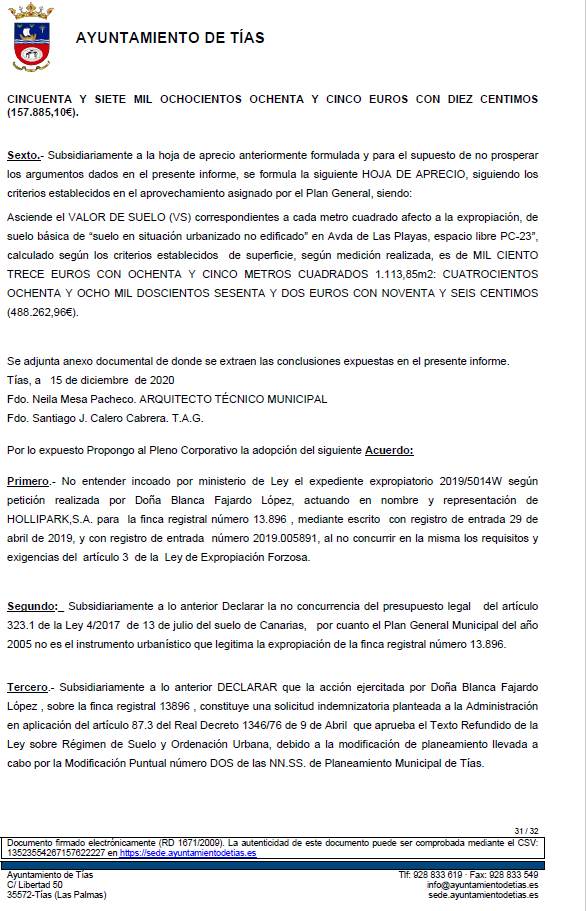 AYUNTAMIENTO DE TÍAS
CINCUENTA Y SIETE MIL OCHOCIENTOS OCHENTA Y CINCO EUROS CON DIEZ CENTIMOS
(157.885,10€).
Sexto.- Subsidiariamente a la hoja de aprecio anteriormente formulada y para el supuesto de no prosperar
los argumentos dados en el presente informe, se formula la siguiente HOJA DE APRECIO, siguiendo los
criterios establecidos en el aprovechamiento asignado por el Plan General, siendo:
Asciende el VALOR DE SUELO (VS) correspondientes a cada metro cuadrado afecto a la expropiación, de
suelo básica de “suelo en situación urbanizado no edificado” en Avda de Las Playas, espacio libre PC-23”,
calculado según los criterios establecidos de superficie, según medición realizada, es de MIL CIENTO
TRECE EUROS CON OCHENTA Y CINCO METROS CUADRADOS 1.113,85m2: CUATROCIENTOS
OCHENTA Y OCHO MIL DOSCIENTOS SESENTA Y DOS EUROS CON NOVENTA Y SEIS CENTIMOS
(488.262,96€).
Se adjunta anexo documental de donde se extraen las conclusiones expuestas en el presente informe.
Tías, a 15 de diciembre de 2020
Fdo. Neila Mesa Pacheco. ARQUITECTO TÉCNICO MUNICIPAL
Fdo. Santiago J. Calero Cabrera. T.A.G.
Por lo expuesto Propongo al Pleno Corporativo la adopción del siguiente Acuerdo:
Primero.- No entender incoado por ministerio de Ley el expediente expropiatorio 2019/5014W según
petición realizada por Doña Blanca Fajardo López, actuando en nombre y representación de
HOLLIPARK,S.A. para la finca registral número 13.896 , mediante escrito con registro de entrada 29 de
abril de 2019, y con registro de entrada número 2019.005891, al no concurrir en la misma los requisitos y
exigencias del artículo 3 de la Ley de Expropiación Forzosa.
Segundo: Subsidiariamente a lo anterior Declarar la no concurrencia del presupuesto legal del artículo
323.1 de la Ley 4/2017 de 13 de julio del suelo de Canarias, por cuanto el Plan General Municipal del año
2005 no es el instrumento urbanístico que legitima la expropiación de la finca registral número 13.896.
Tercero.- Subsidiariamente a lo anterior DECLARAR que la acción ejercitada por Doña Blanca Fajardo
López , sobre la finca registral 13896 , constituye una solicitud indemnizatoria planteada a la Administración
en aplicación del artículo 87.3 del Real Decreto 1346/76 de 9 de Abril que aprueba el Texto Refundido de la
Ley sobre Régimen de Suelo y Ordenación Urbana, debido a la modificación de planeamiento llevada a
cabo por la Modificación Puntual número DOS de las NN.SS. de Planeamiento Municipal de Tías.
31 / 32
Documento firmado electrónicamente (RD 1671/2009). La autenticidad de este documento puede ser comprobada mediante el CSV:
13523554267157622227 en https://sede.ayuntamientodetias.es
Ayuntamiento de Tías Tlf: 928 833 619 · Fax: 928 833 549
C/ Libertad 50 info@ayuntamientodetias.es
35572-Tías (Las Palmas) sede.ayuntamientodetias.es